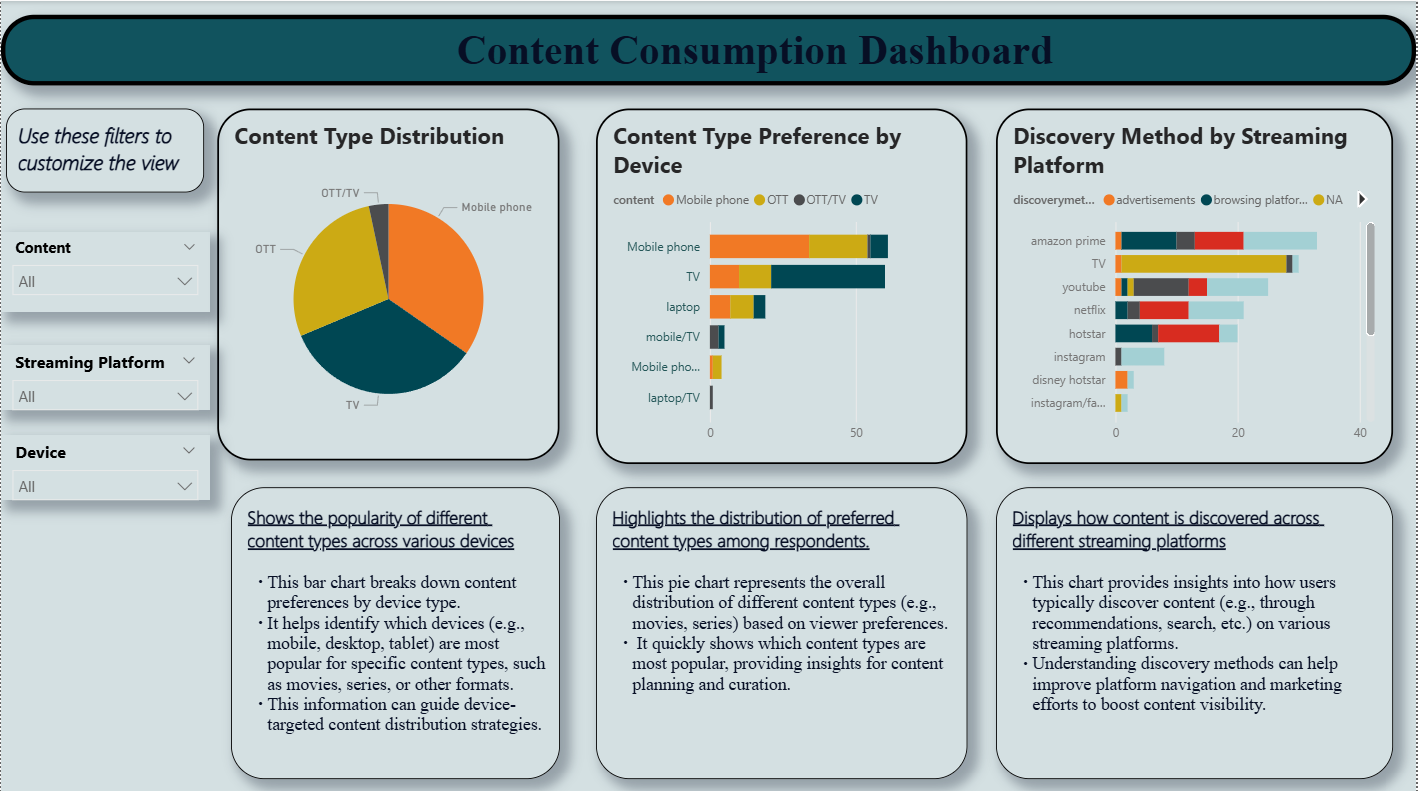 Content Consumption Dashboard
Use these filters to
customize the view
Content
All
Streaming Platform
All
Device
All
Content Type Distribution
OTT/TV
Mobile phone
OTT
TV
Content Type Preference by
Device
content Mobile phone OTT OTT/TV TV
Mobile phone
TV
laptop
mobile/TV
Mobile pho...
laptop/TV
0 50
Discovery Method by Streaming
Platform
discoverymet... advertisements browsing platfor... NA
amazon prime
TV
youtube
netflix
hotstar
instagram
disney hotstar
instagram/fa...
0 20 40
Shows the popularity of different
content types across various devices
· This bar chart breaks down content
preferences by device type.
· It helps identify which devices (e.g.,
mobile, desktop, tablet) are most
popular for specific content types, such
as movies, series, or other formats.
· This information can guide device-
targeted content distribution strategies.
Highlights the distribution of preferred
content types among respondents.
· This pie chart represents the overall
distribution of different content types (e.g.,
movies, series) based on viewer preferences.
· It quickly shows which content types are
most popular, providing insights for content
planning and curation.
Displays how content is discovered across
different streaming platforms
· This chart provides insights into how users
typically discover content (e.g., through
recommendations, search, etc.) on various
streaming platforms.
· Understanding discovery methods can help
improve platform navigation and marketing
efforts to boost content visibility.